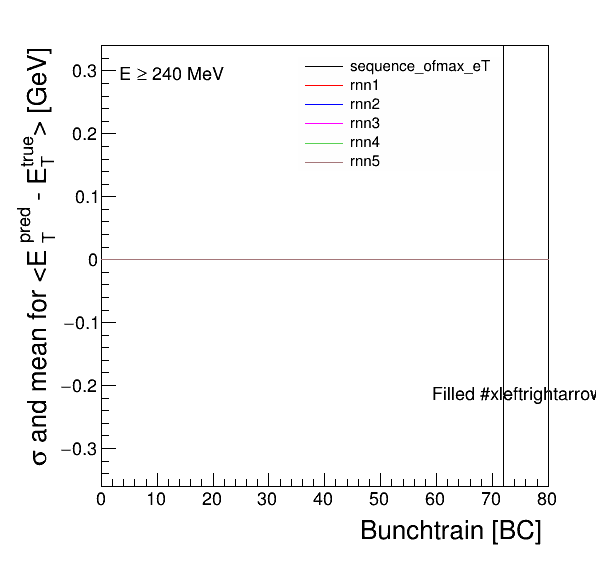 σ and mean for <E_T^pred - E_T^true> [GeV]
0.3
0.2
0.1
0
−0.1
−0.2
−0.3
E ≥ 240 MeV
sequence_ofmax_eT
rnn1
rnn2
rnn3
rnn4
rnn5
Filled #xleftrightarrow
0 10 20 30 40 50 60 70 80
Bunchtrain [BC]